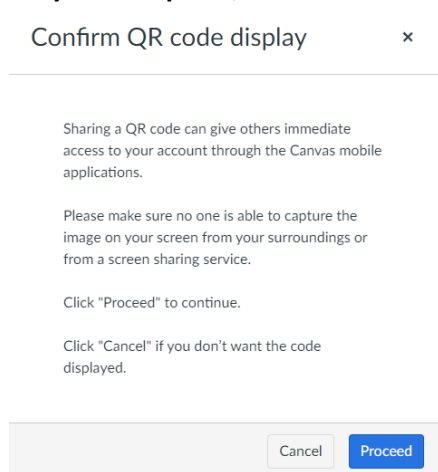 Confirm QR code display ×
Sharing a QR code can give others immediate
access to your account through the Canvas mobile
applications.
Please make sure no one is able to capture the
image on your screen from your surroundings or
from a screen sharing service.
Click "Proceed" to continue.
Click "Cancel" if you don't want the code
displayed.
Cancel Proceed